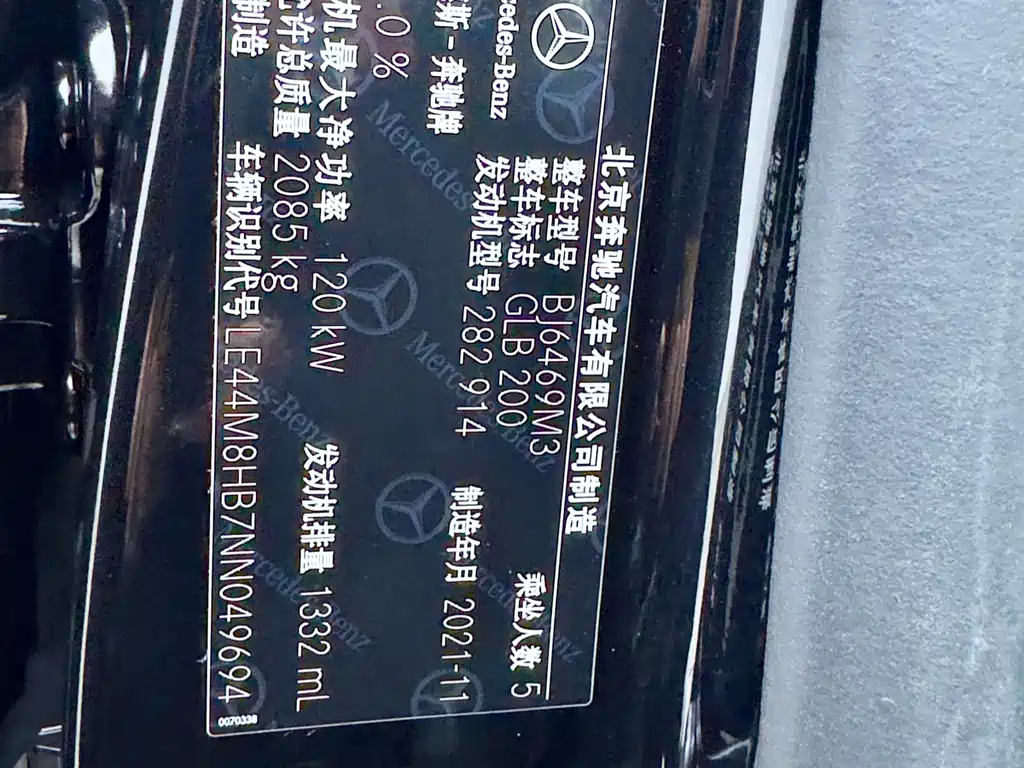 北京奔驰汽车有限公司制造
Mercedes-Benz
整车型号 BJ6469M3
整车标志 GLB 200
乘坐人数 5
斯-奔驰牌
发动机型号 282 914
制造年月 2021-11
.0%
机最大净功率 120 kW
发动机排量 1332 mL
许总质量 2085 kg
制造
车辆识别代号 LE44M8HB7NN049694
0070338